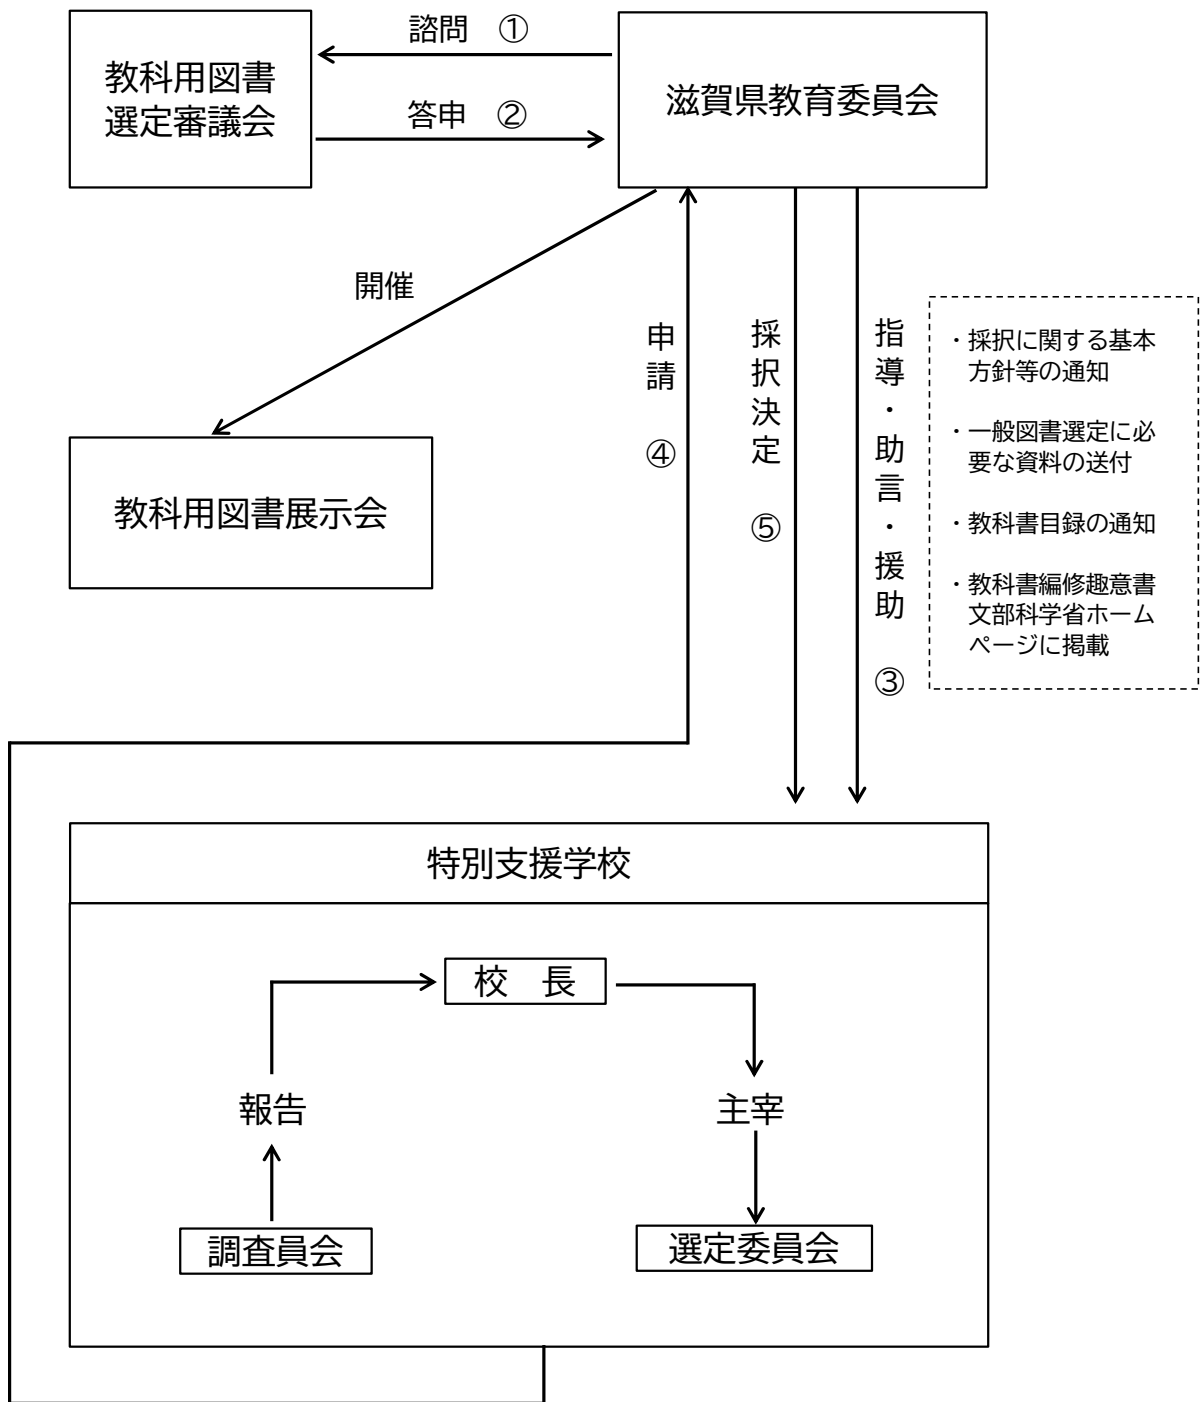 諮問 ①
教科用図書
選定審議会
滋賀県教育委員会
答申 ②
開催
申請 ④
採択決定 ⑤
指導・助言・援助 ③
・採択に関する基本
方針等の通知
・一般図書選定に必
要な資料の送付
・教科書目録の通知
・教科書編修趣意書
文部科学省ホーム
ページに掲載
教科用図書展示会
特別支援学校
校 長
報告
主宰
調査員会
選定委員会